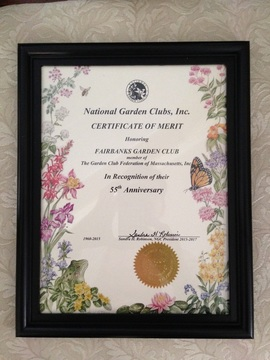 National Garden Clubs, Inc.
CERTIFICATE OF MERIT
Honoring
FAIRBANKS GARDEN CLUB
member of
The Garden Club Federation of Massachusetts, Inc
In Recognition of their
55th Anniversary
1960-2015
Sandra H. Robinson, NGC President 2015-2017